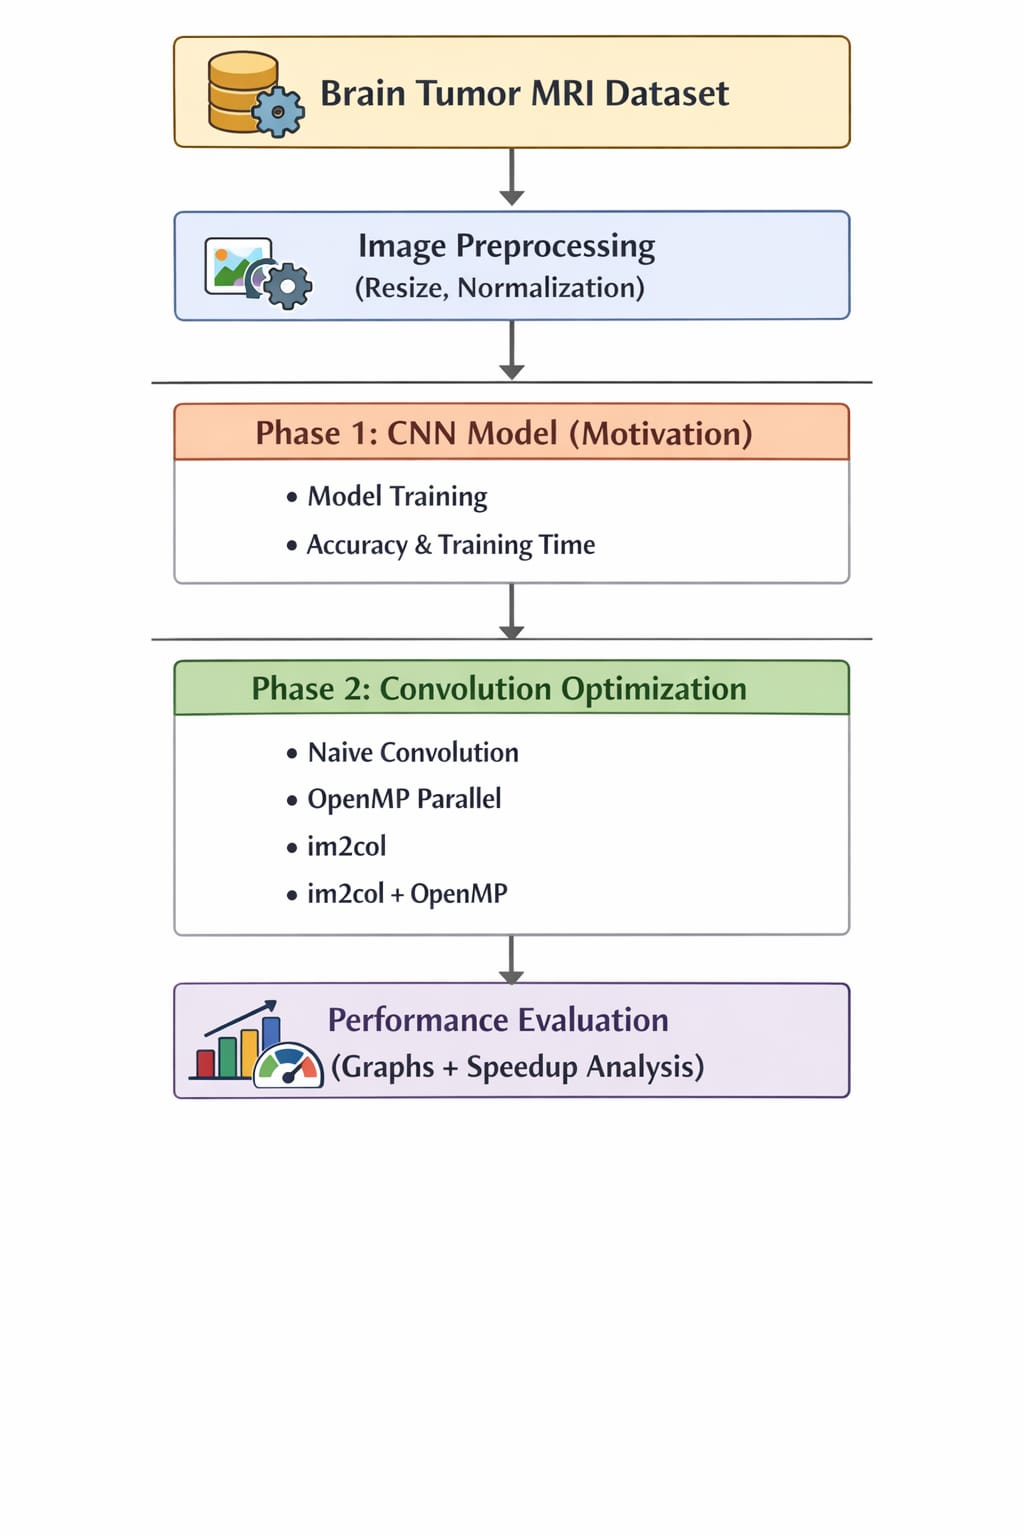 Brain Tumor MRI Dataset
Image Preprocessing
(Resize, Normalization)
Phase 1: CNN Model (Motivation)
• Model Training
• Accuracy & Training Time
Phase 2: Convolution Optimization
• Naive Convolution
• OpenMP Parallel
• im2col
• im2col + OpenMP
Performance Evaluation
(Graphs + Speedup Analysis)